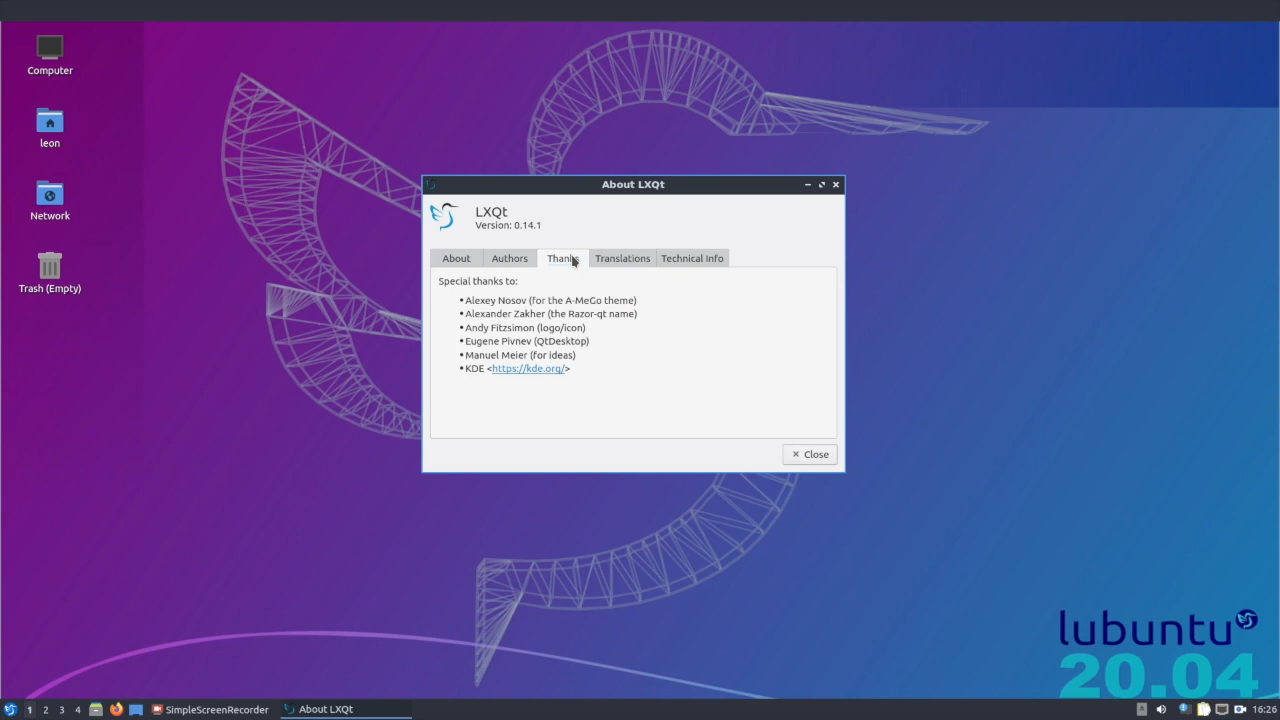 Computer
leon
Network
Trash (Empty)
About LXQt
LXQt
Version: 0.14.1
About Authors Thanks Translations Technical Info
Special thanks to:
• Alexey Nosov (for the A-MeGo theme)
• Alexander Zakher (the Razor-qt name)
• Andy Fitzsimon (logo/icon)
• Eugene Pivnev (QtDesktop)
• Manuel Meier (for ideas)
• KDE <https://kde.org/>
Close
lubuntu
20.04
1 2 3 4 SimpleScreenRecorder About LXQt 16:26